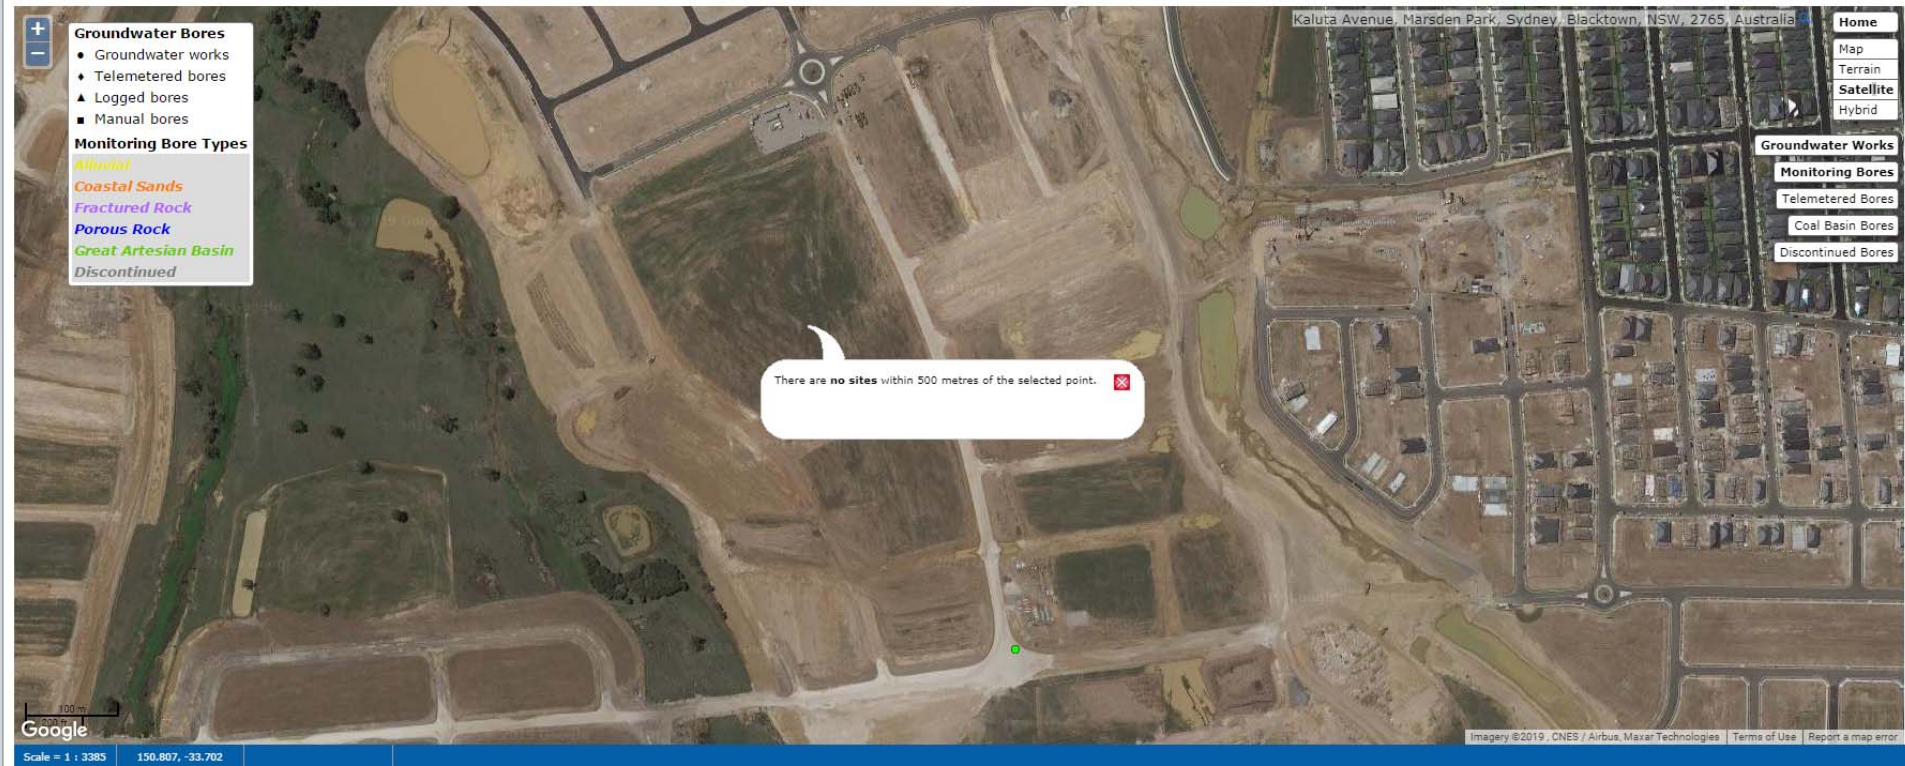 +
−
Groundwater Bores
Groundwater works
Telemetered bores
Logged bores
Manual bores
Monitoring Bore Types
Alluvial
Coastal Sands
Fractured Rock
Porous Rock
Great Artesian Basin
Discontinued
Kaluta Avenue, Marsden Park, Sydney, Blacktown, NSW, 2765, Australia
Home
Map
Terrain
Satellite
Hybrid
Groundwater Works
Monitoring Bores
Telemetered Bores
Coal Basin Bores
Discontinued Bores
There are no sites within 500 metres of the selected point.
100 m
200 ft
Google
Imagery ©2019 , CNES / Airbus, Maxar Technologies
Terms of Use
Report a map error
Scale = 1 : 3385
150.807, -33.702